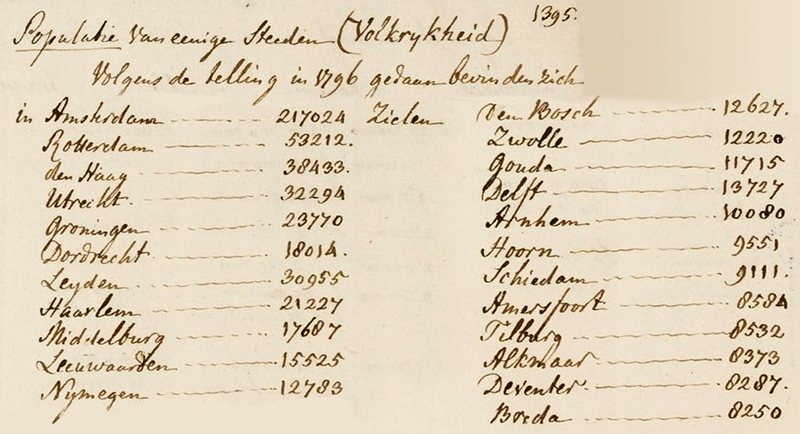 1395.
Populatie van eenige Steeden (Volkrykheid)
Volgens de telling in 1796 gedaan bevinden zich
in Amsterdam 217024 Zielen
Rotterdam 53212.
den Haag 38433.
Utrecht 32294
Groningen 23770
Dordrecht 18014.
Leyden 30955
Haarlem 21227
Middelburg 17687
Leeuwaarden 15525
Nymegen 12783
Den Bosch 12627.
Zwolle 12220
Gouda 11715
Delft 13727
Arnhem 10080
Hoorn 9551
Schiedam 9111.
Amersfoort 8584
Tilburg 8532
Alkmaar 8373
Deventer 8287.
Breda 8250